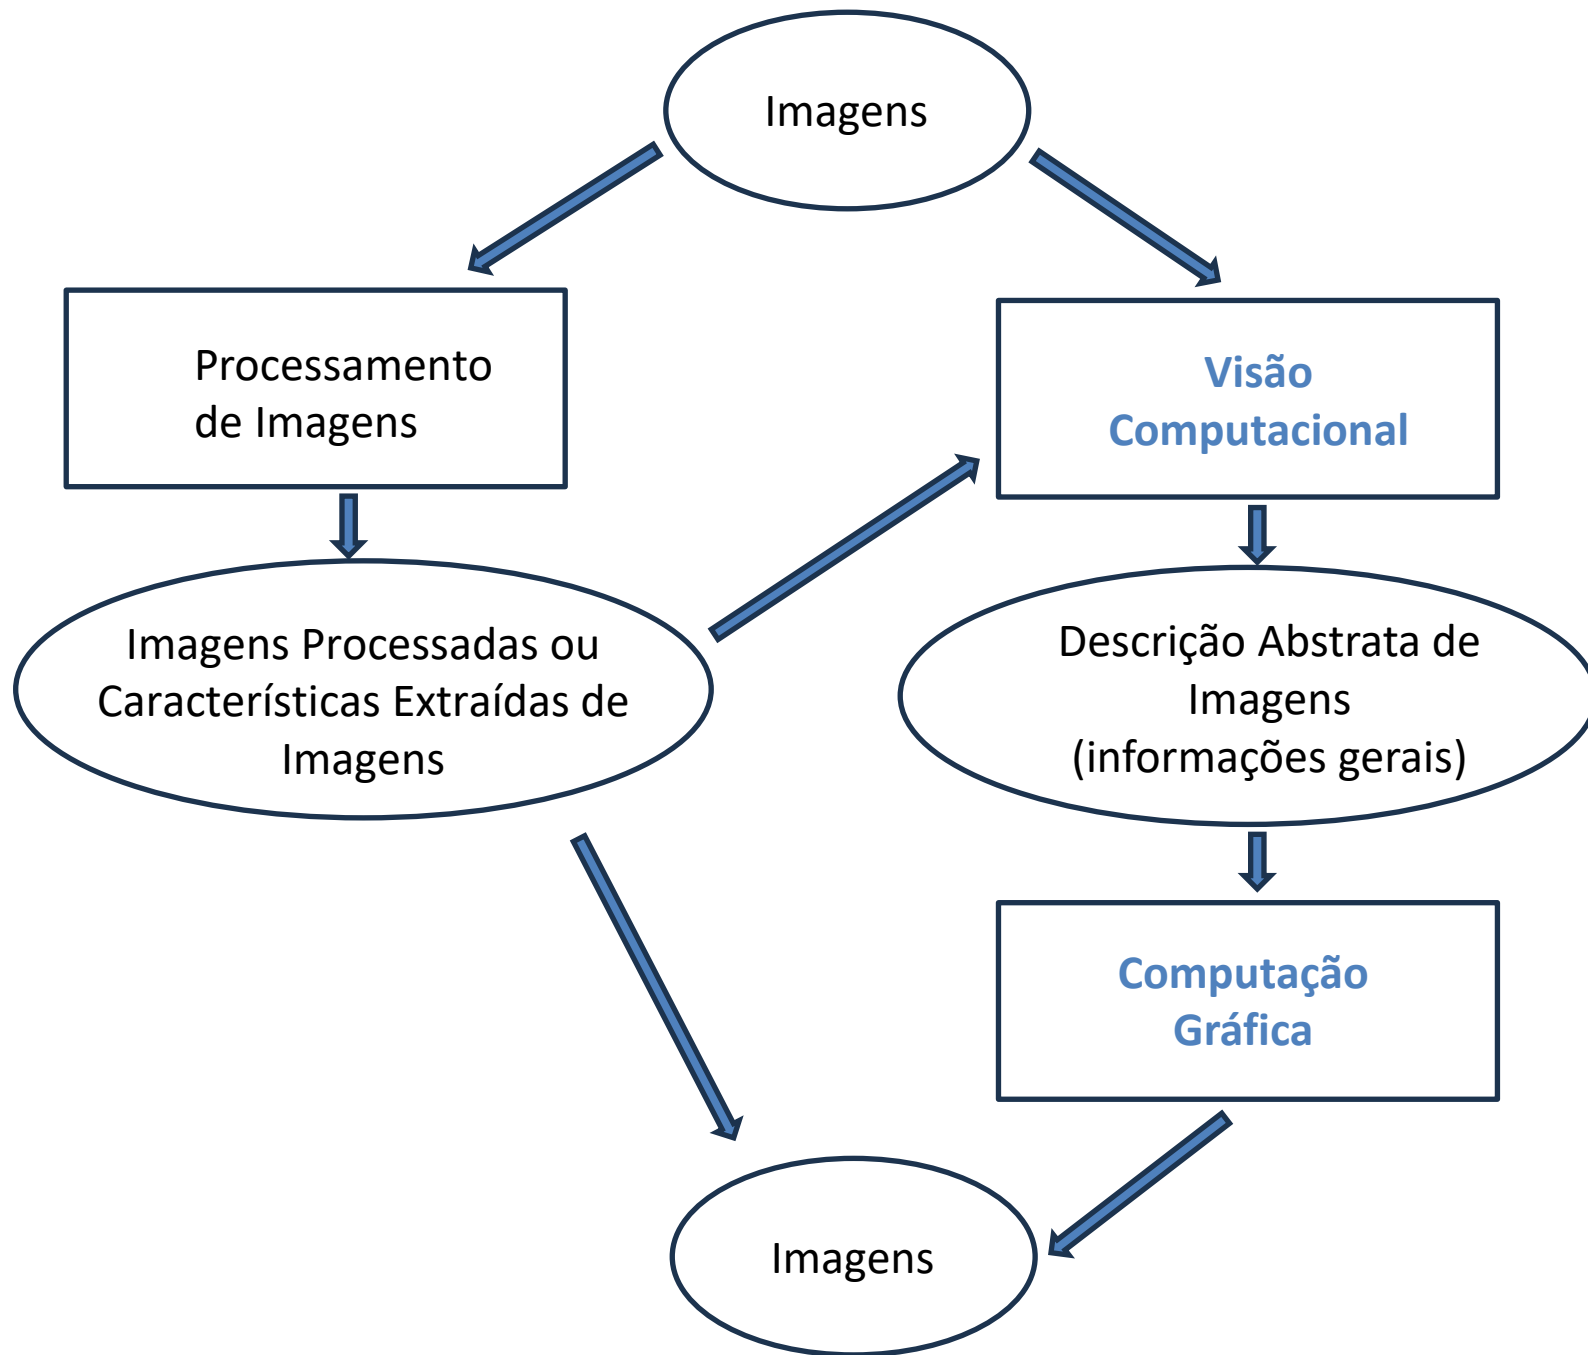 Imagens
Processamento
de Imagens
Visão
Computacional
Imagens Processadas ou
Característícas Extraídas de
Imagens
Descrição Abstrata de
Imagens
(informações gerais)
Computação
Gráfica
Imagens